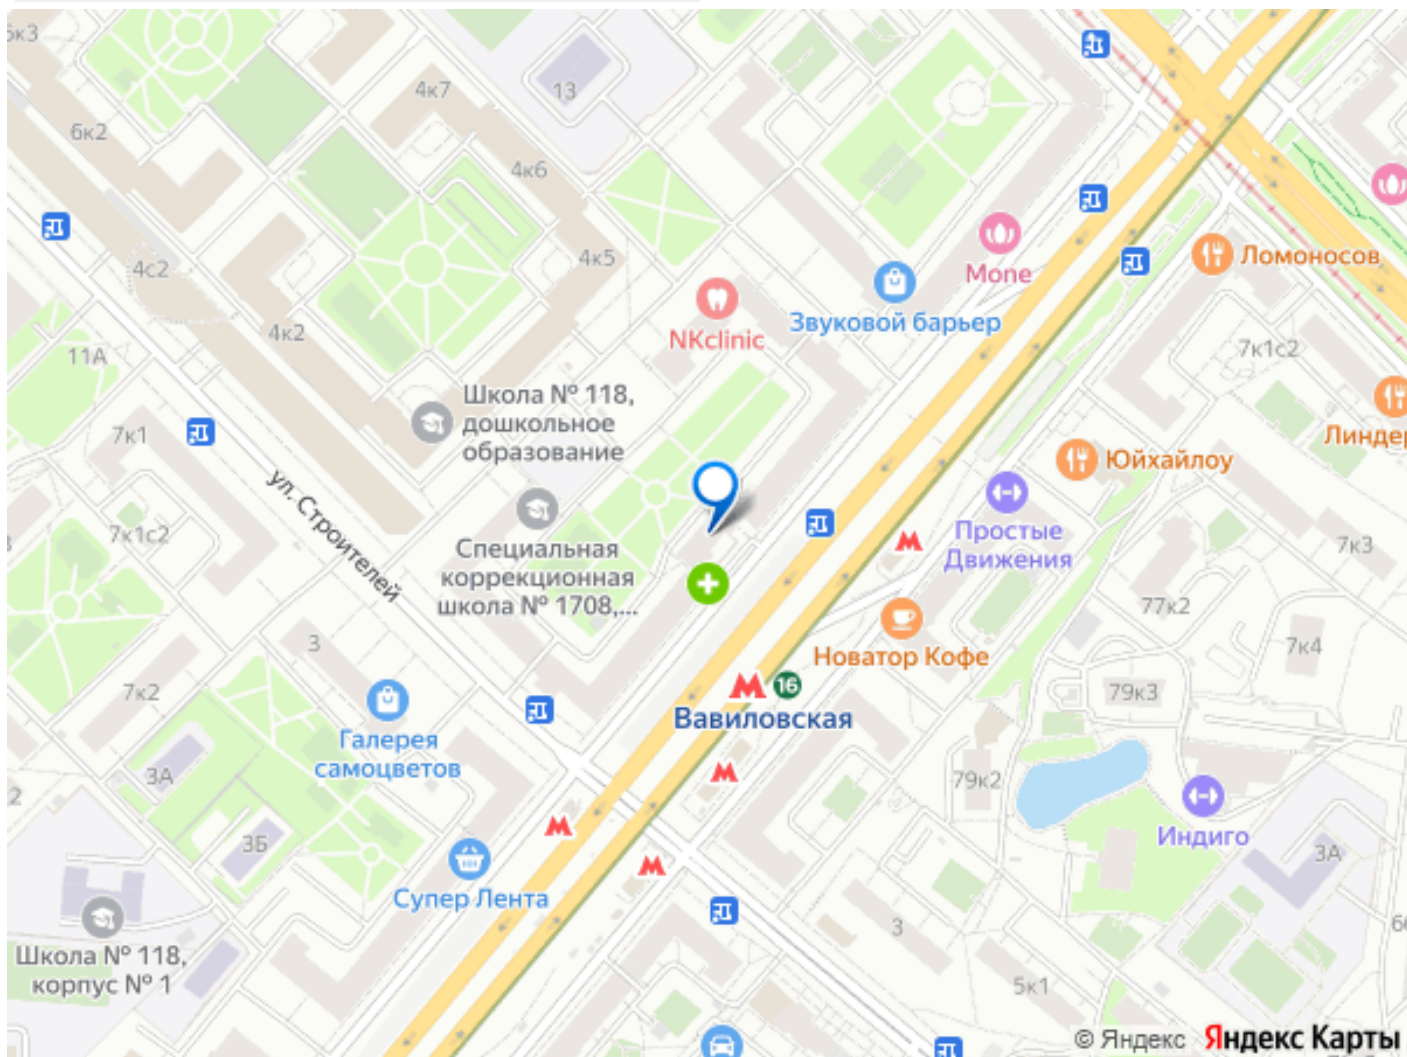 4к7
13
6к2
4к6
4с2
4к5
4к2
Mone
Ломоносов
Звуковой барьер
NKclinic
7к1с2
11А
Школа № 118,
дошкольное
образование
7к1
Юйхайлоу
ул. Строителей
7к1с2
Специальная
коррекционная
школа № 1708,...
Простые
Движения
7к3
77к2
3
Новатор Кофе
7к4
7к2
16
79к3
Вавиловская
Галерея
самоцветов
3А
79к2
Индиго
3Б
3А
Супер Лента
3
Школа № 118,
корпус № 1
5к1
© Яндекс Яндекс Карты